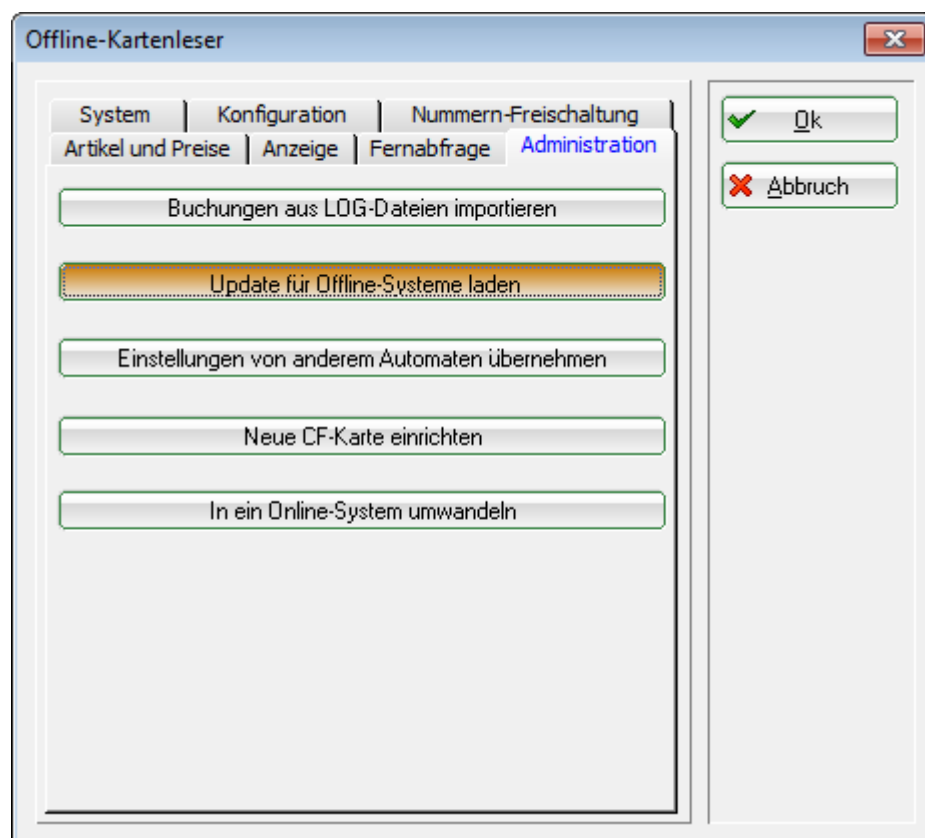 Offline-Kartenleser
System Konfiguration Nummern-Freischaltung
Artikel und Preise Anzeige Fernabfrage Administration
Buchungen aus LOG-Dateien importieren
Update für Offline-Systeme laden
Einstellungen von anderem Automaten übernehmen
Neue CF-Karte einrichten
In ein Online-System umwandeln
Ok
Abbruch